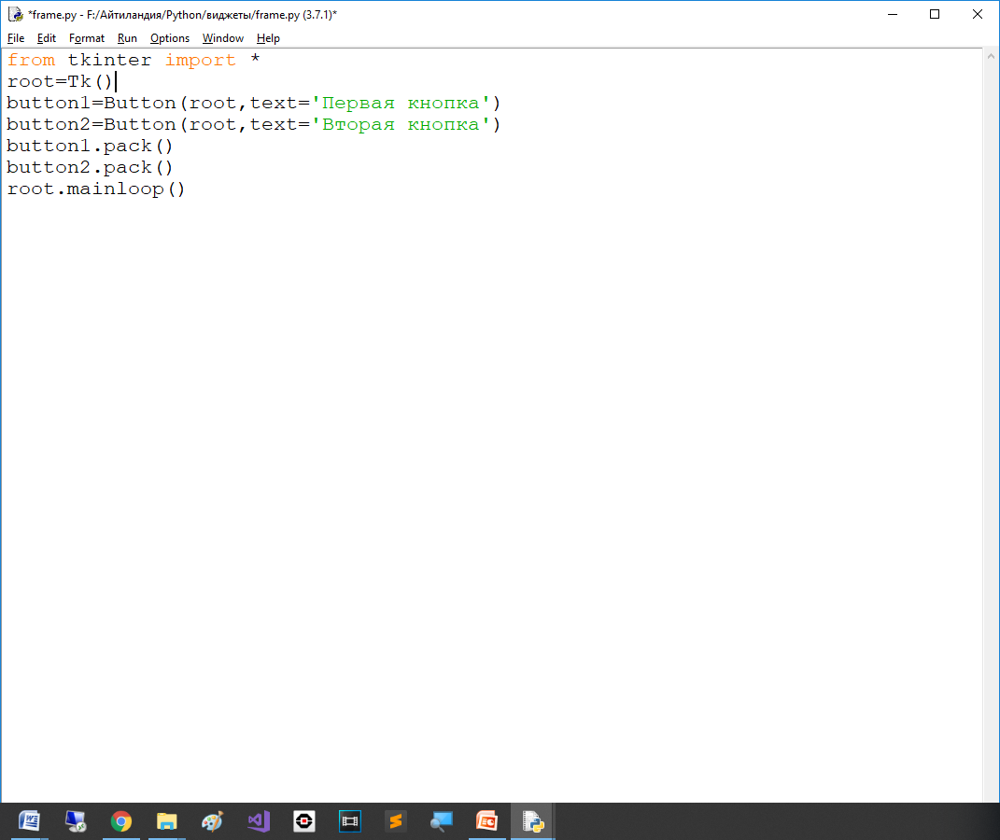 *frame.py - F:/Айтиландия/Python/виджеты/frame.py (3.7.1)*
File Edit Format Run Options Window Help
from tkinter import *
root=Tk()
button1=Button(root,text='Первая кнопка')
button2=Button(root,text='Вторая кнопка')
button1.pack()
button2.pack()
root.mainloop()